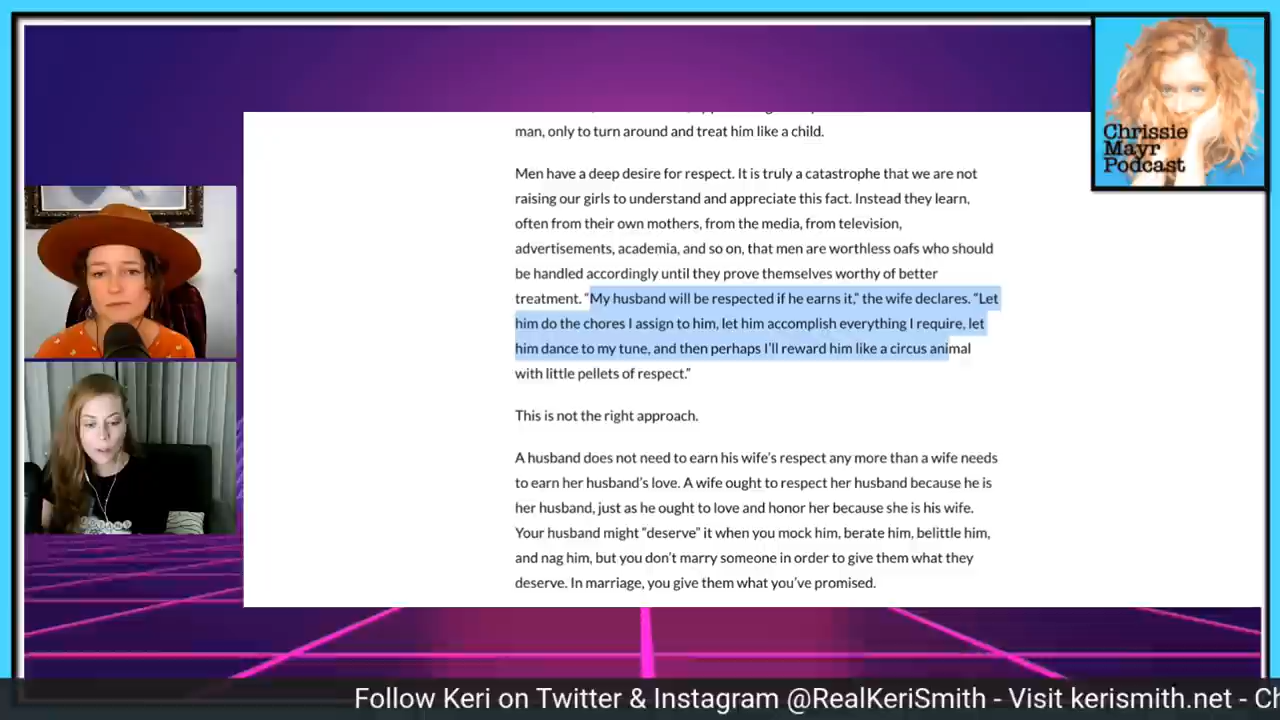 man, only to turn around and treat him like a child.
Men have a deep desire for respect. It is truly a catastrophe that we are not
raising our girls to understand and appreciate this fact. Instead they learn,
often from their own mothers, from the media, from television,
advertisements, academia, and so on, that men are worthless oafs who should
be handled accordingly until they prove themselves worthy of better
treatment. “My husband will be respected if he earns it,” the wife declares. “Let
him do the chores I assign to him, let him accomplish everything I require, let
him dance to my tune, and then perhaps I’ll reward him like a circus animal
with little pellets of respect.”
This is not the right approach.
A husband does not need to earn his wife’s respect any more than a wife needs
to earn her husband’s love. A wife ought to respect her husband because he is
her husband, just as he ought to love and honor her because she is his wife.
Your husband might “deserve” it when you mock him, berate him, belittle him,
and nag him, but you don’t marry someone in order to give them what they
deserve. In marriage, you give them what you’ve promised.
Chrissie
Mayr
Podcast
Follow Keri on Twitter & Instagram @RealKeriSmith - Visit kerismith.net - Ch